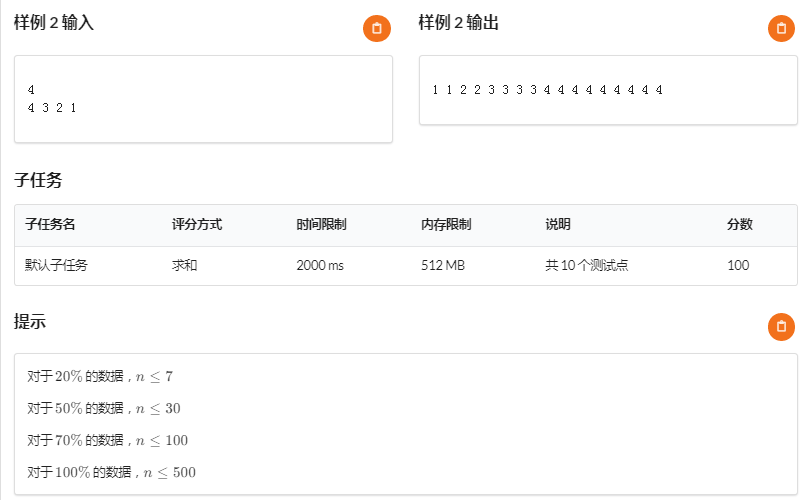 样例 2 输入
样例 2 输出
4
4 3 2 1
1 1 2 2 3 3 3 3 4 4 4 4 4 4 4 4 4
子任务
子任务名 评分方式 时间限制 内存限制 说明 分数
默认子任务 求和 2000 ms 512 MB 共 10 个测试点 100
提示
对于 20% 的数据，n ≤ 7
对于 50% 的数据，n ≤ 30
对于 70% 的数据，n ≤ 100
对于 100% 的数据，n ≤ 500